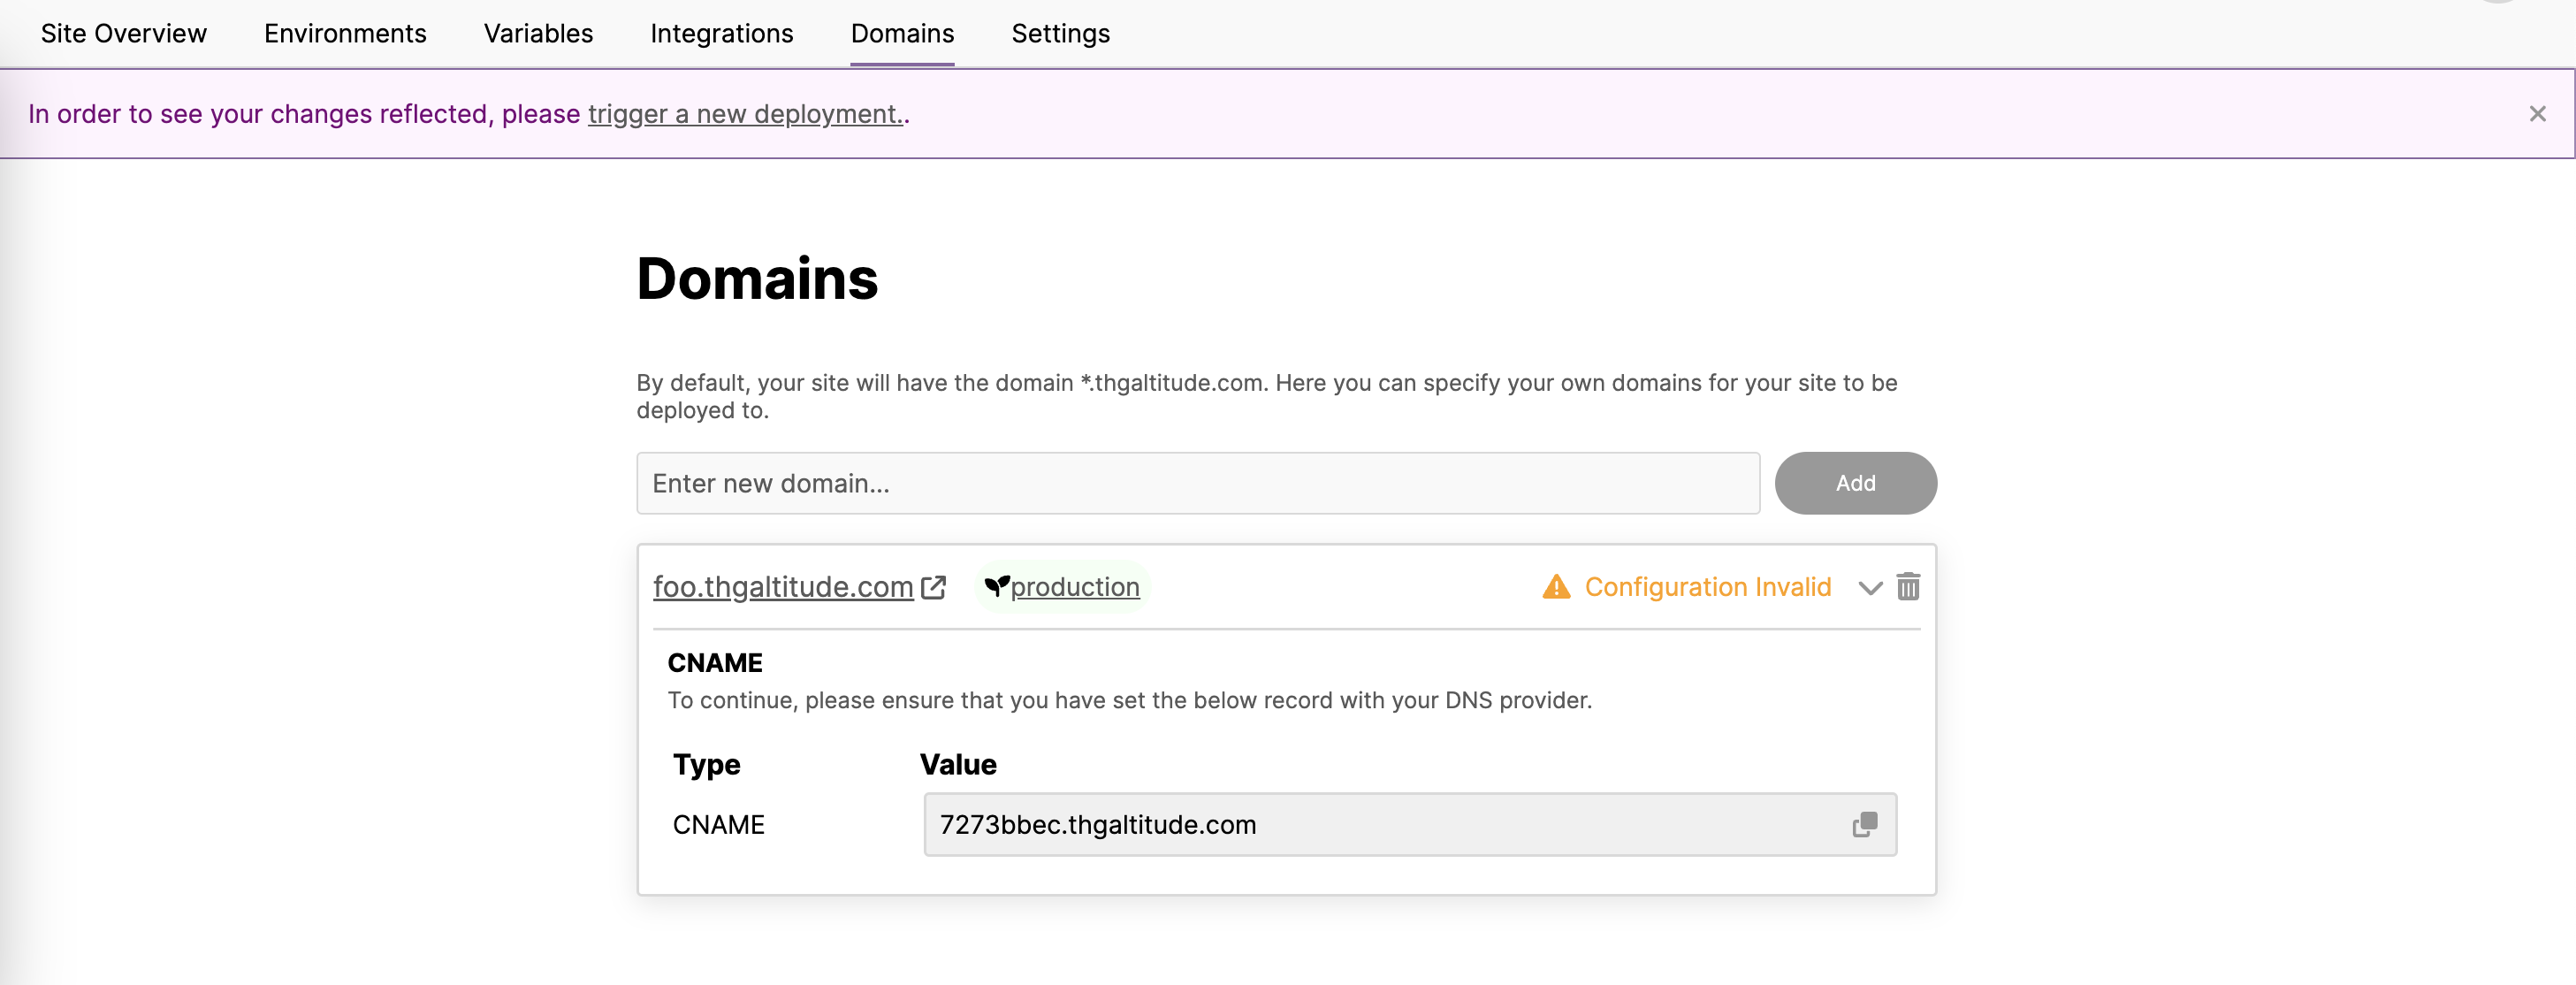 Site Overview Environments Variables Integrations Domains Settings
In order to see your changes reflected, please trigger a new deployment..
Domains
By default, your site will have the domain *.thgaltitude.com. Here you can specify your own domains for your site to be
deployed to.
Enter new domain... Add
foo.thgaltitude.com production Configuration Invalid
CNAME
To continue, please ensure that you have set the below record with your DNS provider.
Type Value
CNAME 7273bbec.thgaltitude.com